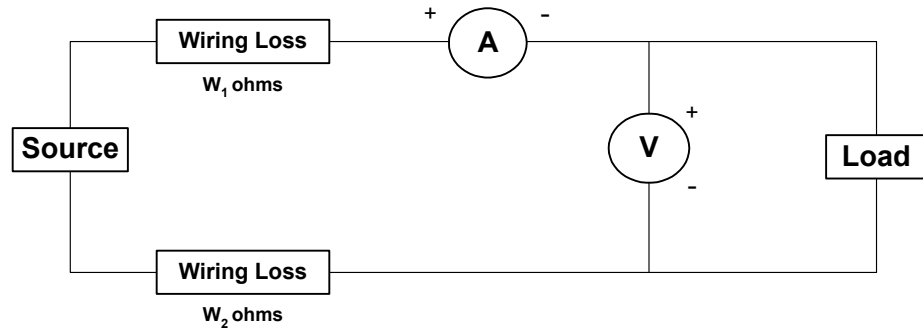 + -
Wiring Loss
A
W1 ohms
+
Source
V
Load
-
Wiring Loss
W2 ohms